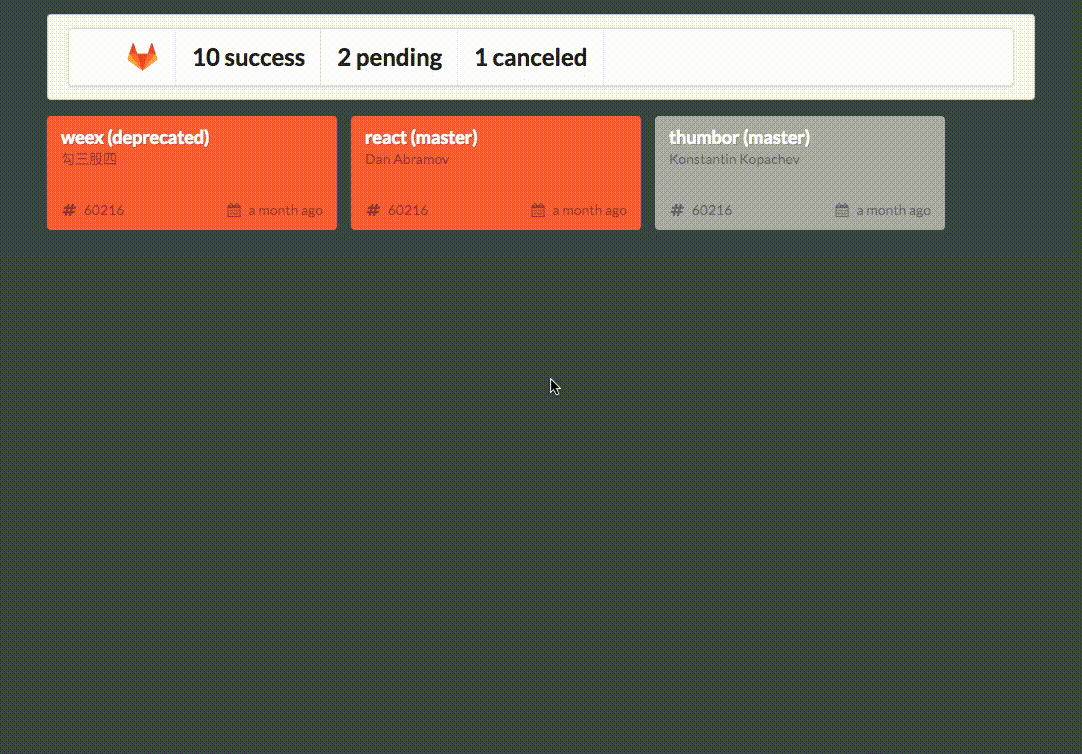 10 success 2 pending 1 canceled
weex (deprecated)
勾三股四
# 60216 a month ago
react (master)
Dan Abramov
# 60216 a month ago
thumbor (master)
Konstantin Kopachev
# 60216 a month ago